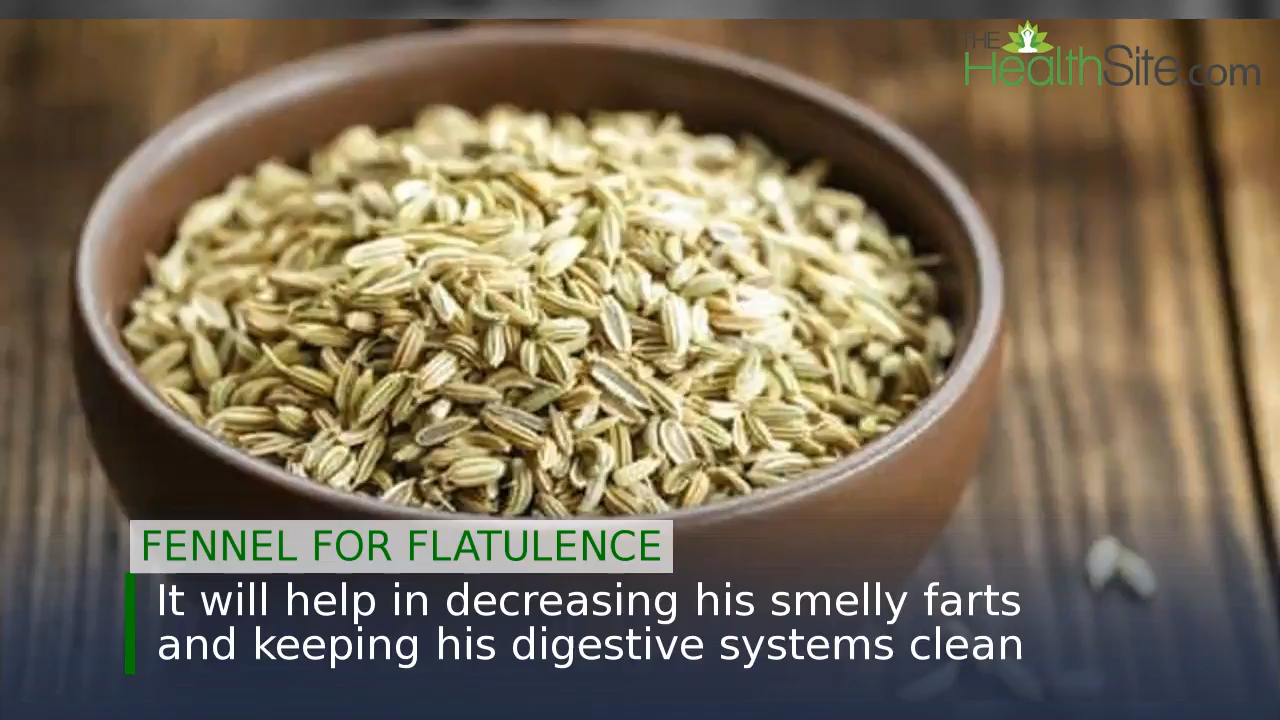 THE
HealthSite.com
FENNEL FOR FLATULENCE
It will help in decreasing his smelly farts
and keeping his digestive systems clean